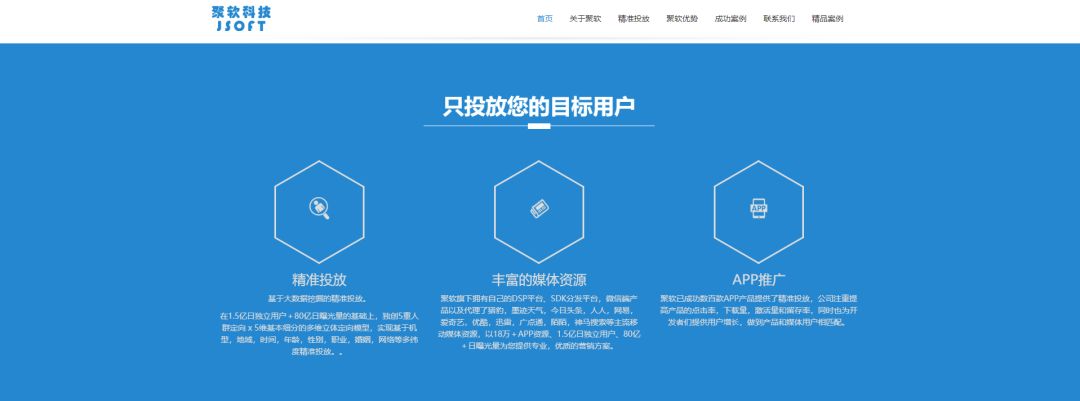 聚软科技
JSOFT
首页 关于聚软 精准投放 聚软优势 成功案例 联系我们 精品案例
只投放您的目标用户
精准投放
基于大数据挖掘的精准投放。
在1.5亿日独立用户+80亿日曝光量的基础上，独创5重人
群定向 x 5维基本细分的多维立体定向模型，实现基于机
型，地域，时间，年龄，性别，职业，婚姻，网络等多纬
度精准投放。。
丰富的媒体资源
聚软旗下拥有自己的DSP平台，SDK分发平台，微信端产
品以及代理了猎豹，墨迹天气，今日头条，人人，网易，
爱奇艺，优酷，迅雷，广点通，陌陌，神马搜索等主流移
动媒体资源，以18万+APP资源、1.5亿日独立用户、80亿
+日曝光量为您提供专业，优质的营销方案。
APP
APP推广
聚软已成功数百款APP产品提供了精准投放，公司注重提
高产品的点击率，下载量，激活量和留存率，同时也为开
发者们提供用户增长，做到产品和媒体用户相匹配。